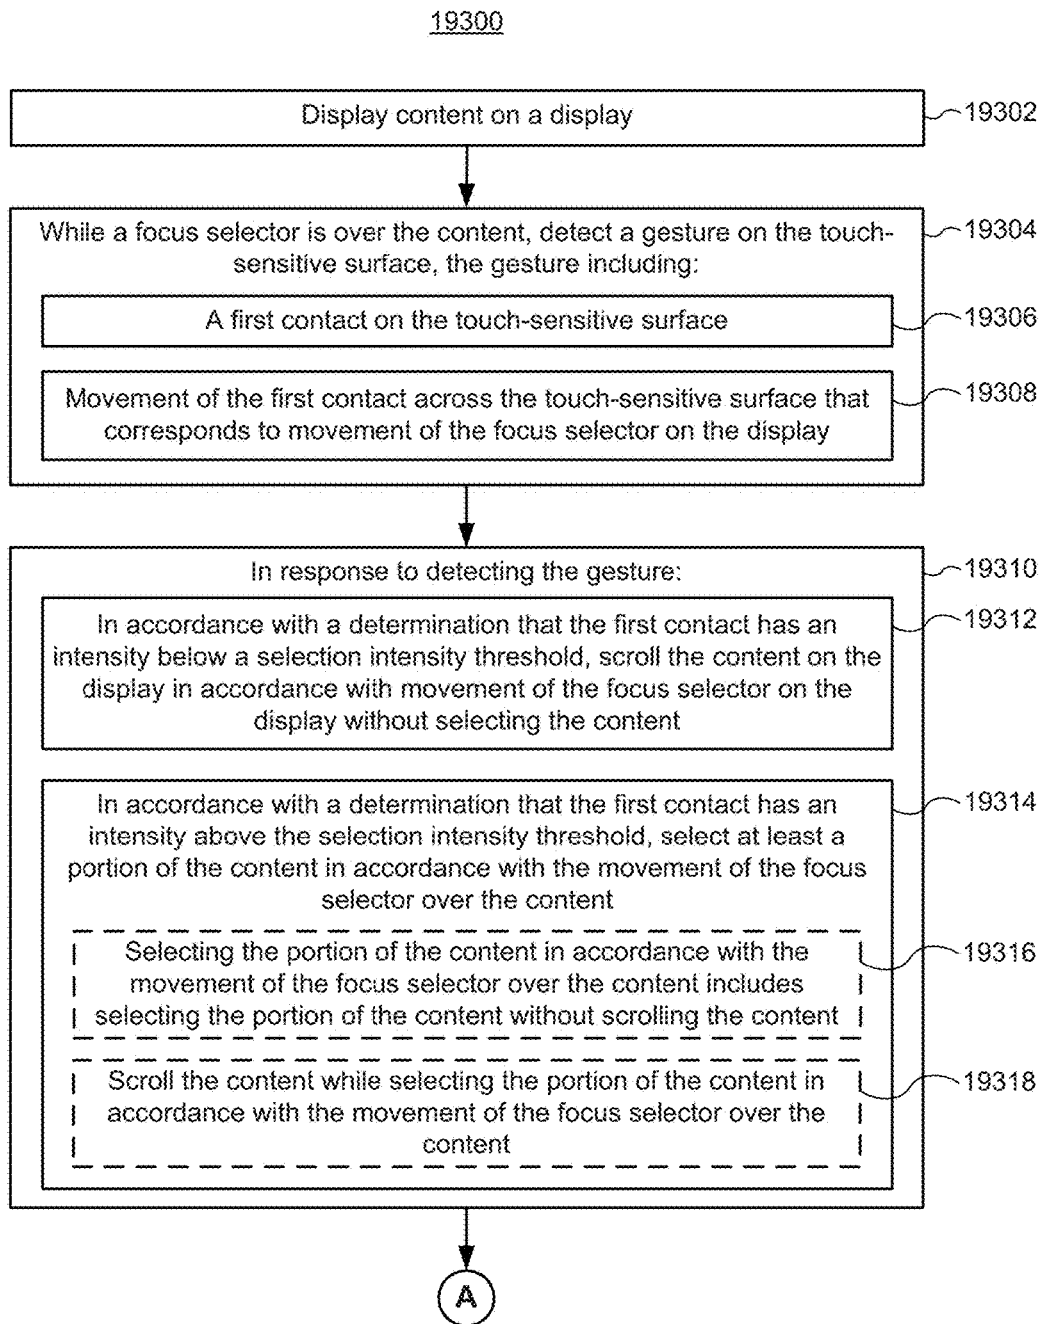 19300
Display content on a display
19302
While a focus selector is over the content, detect a gesture on the touch-
sensitive surface, the gesture including:
19304
A first contact on the touch-sensitive surface
19306
Movement of the first contact across the touch-sensitive surface that
corresponds to movement of the focus selector on the display
19308
In response to detecting the gesture:
19310
In accordance with a determination that the first contact has an
intensity below a selection intensity threshold, scroll the content on the
display in accordance with movement of the focus selector on the
display without selecting the content
19312
In accordance with a determination that the first contact has an
intensity above the selection intensity threshold, select at least a
portion of the content in accordance with the movement of the focus
selector over the content
19314
Selecting the portion of the content in accordance with the
movement of the focus selector over the content includes
selecting the portion of the content without scrolling the content
19316
Scroll the content while selecting the portion of the content in
accordance with the movement of the focus selector over the
content
19318
A